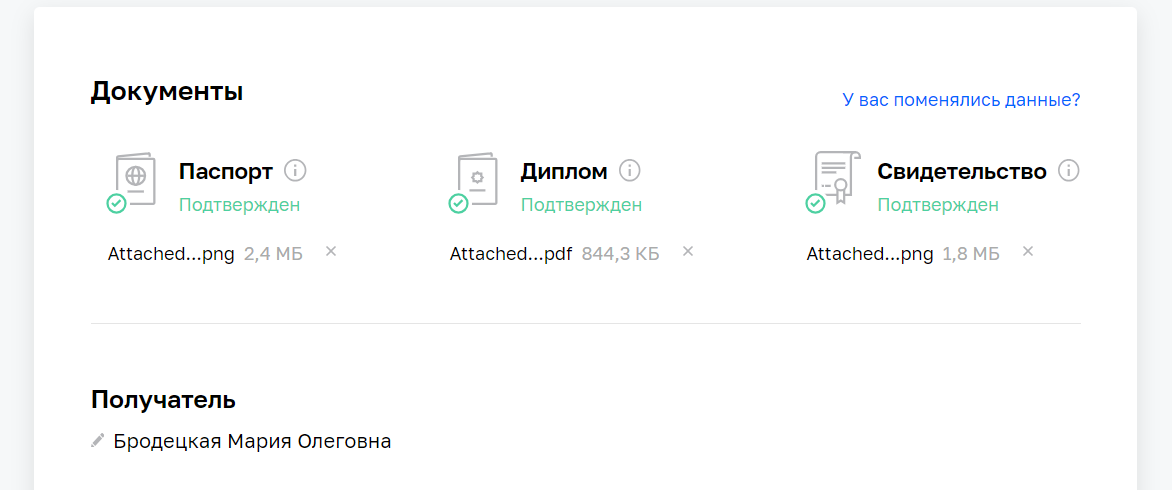 Документы
У вас поменялись данные?
Паспорт
Подтвержден
Attached...png 2,4 МБ
Диплом
Подтвержден
Attached...pdf 844,3 КБ
Свидетельство
Подтвержден
Attached...png 1,8 МБ
Получатель
Бродецкая Мария Олеговна